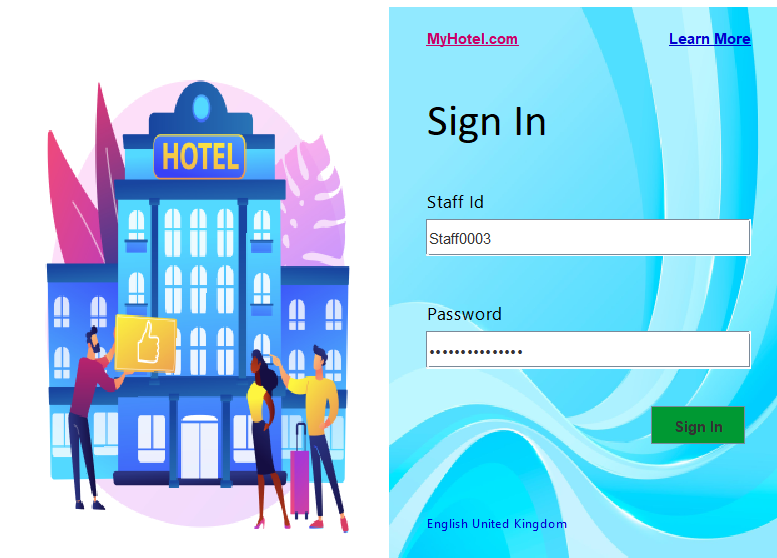 HOTEL
MyHotel.com
Learn More
Sign In
Staff Id
Staff0003
Password
••••••••••••••
Sign In
English United Kingdom